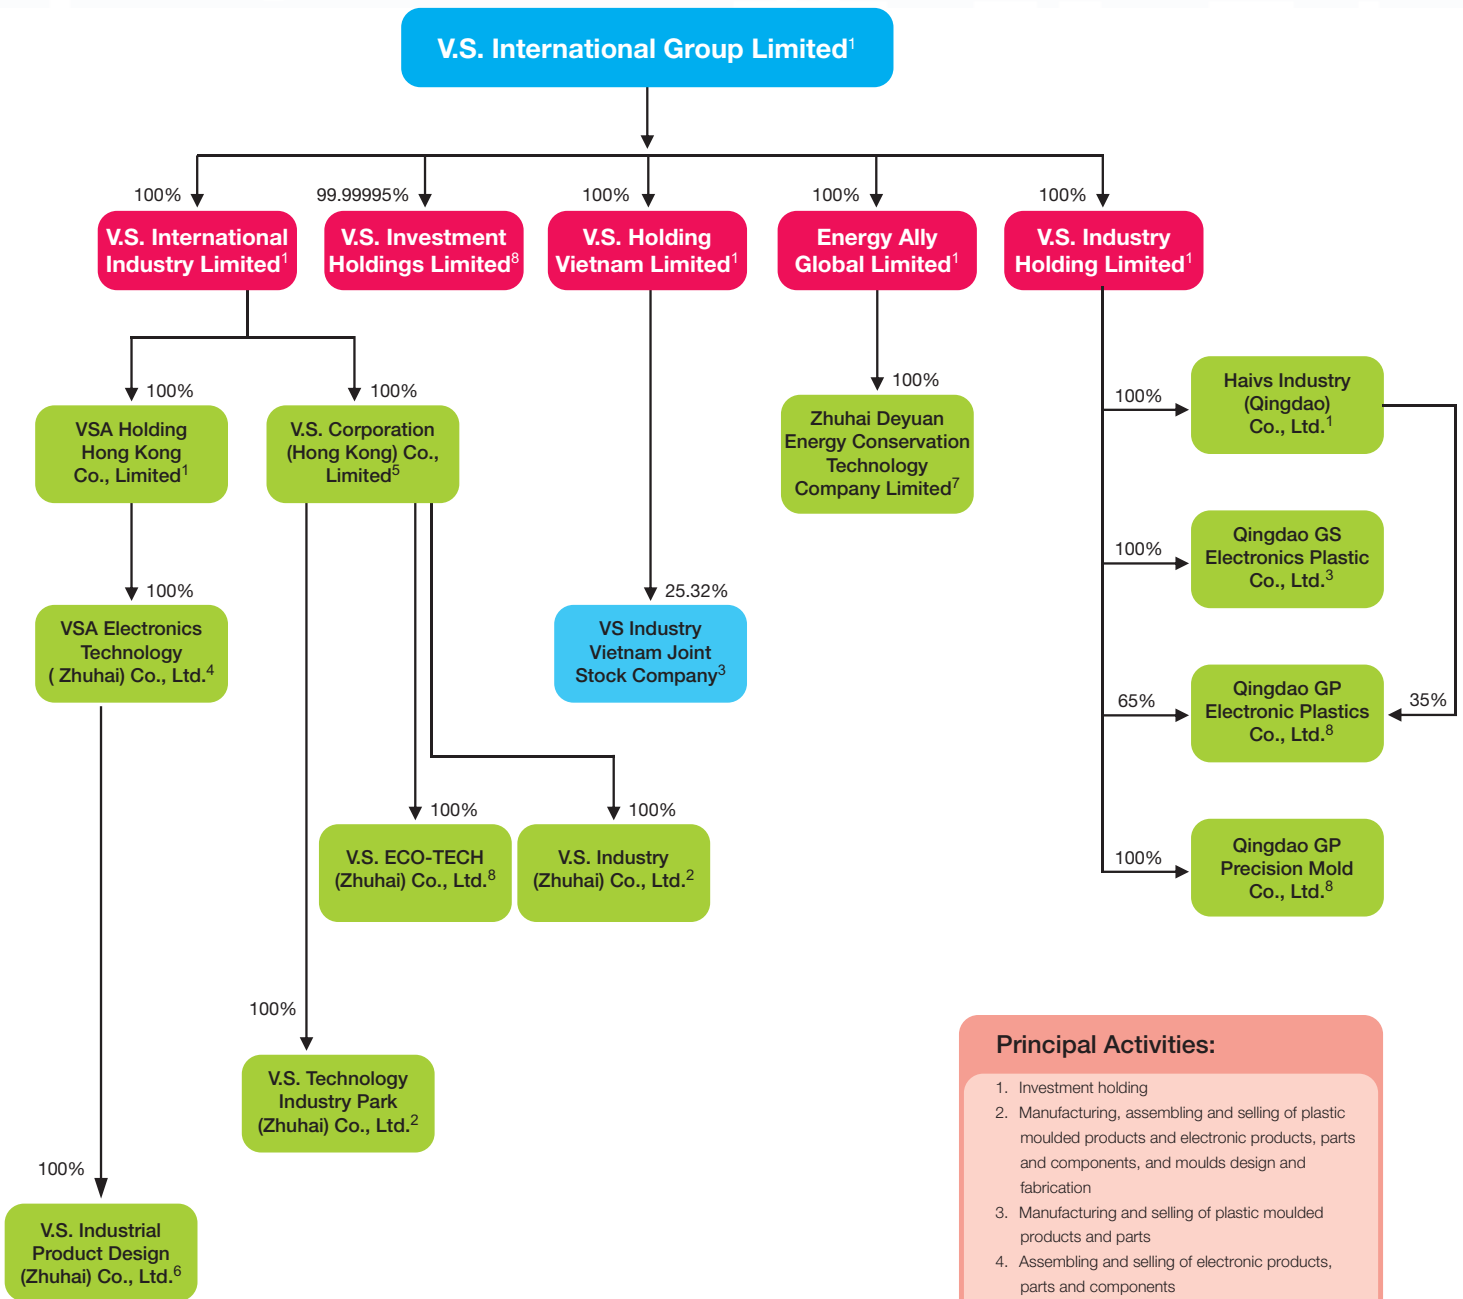 V.S. International Group Limited1
100%
99.99995%
100%
100%
100%
V.S. International
Industry Limited1
V.S. Investment
Holdings Limited8
V.S. Holding
Vietnam Limited1
Energy Ally
Global Limited1
V.S. Industry
Holding Limited1
100%
100%
100%
100%
VSA Holding
Hong Kong
Co., Limited1
V.S. Corporation
(Hong Kong) Co.,
Limited5
Zhuhai Deyuan
Energy Conservation
Technology
Company Limited7
Haivs Industry
(Qingdao)
Co., Ltd.1
100%
25.32%
100%
VSA Electronics
Technology
( Zhuhai) Co., Ltd.4
VS Industry
Vietnam Joint
Stock Company3
Qingdao GS
Electronics Plastic
Co., Ltd.3
65%
Qingdao GP
Electronic Plastics
Co., Ltd.8
35%
100%
100%
V.S. ECO-TECH
(Zhuhai) Co., Ltd.8
V.S. Industry
(Zhuhai) Co., Ltd.2
100%
Qingdao GP
Precision Mold
Co., Ltd.8
100%
V.S. Technology
Industry Park
(Zhuhai) Co., Ltd.2
100%
V.S. Industrial
Product Design
(Zhuhai) Co., Ltd.6
Principal Activities:
1. Investment holding
2. Manufacturing, assembling and selling of plastic
moulded products and electronic products, parts
and components, and moulds design and
fabrication
3. Manufacturing and selling of plastic moulded
products and parts
4. Assembling and selling of electronic products,
parts and components